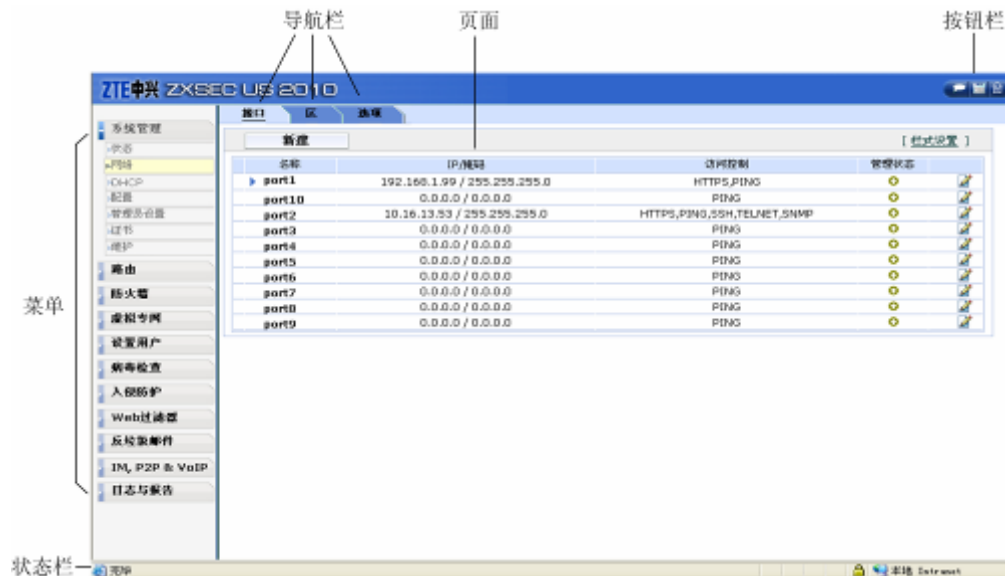 导航栏 页面 按钮栏
ZTE中兴 ZXSEC US 2010
接口 区 选项
新建 [ 栏式设置 ]
名称 IP/掩码 访问控制 管理状态
port1 192.168.1.99 / 255.255.255.0 HTTPS,PING
port10 0.0.0.0 / 0.0.0.0 PING
port2 10.16.13.53 / 255.255.255.0 HTTPS,PING,SSH,TELNET,SNMP
port3 0.0.0.0 / 0.0.0.0 PING
port4 0.0.0.0 / 0.0.0.0 PING
port5 0.0.0.0 / 0.0.0.0 PING
port6 0.0.0.0 / 0.0.0.0 PING
port7 0.0.0.0 / 0.0.0.0 PING
port8 0.0.0.0 / 0.0.0.0 PING
port9 0.0.0.0 / 0.0.0.0 PING
菜单
系统管理
状态
网络
DHCP
配置
管理员设置
证书
维护
路由
防火墙
虚拟专网
设置用户
病毒检查
入侵防护
Web过滤器
反垃圾邮件
IM, P2P & VoIP
日志与报告
状态栏
完毕 本地 Intranet